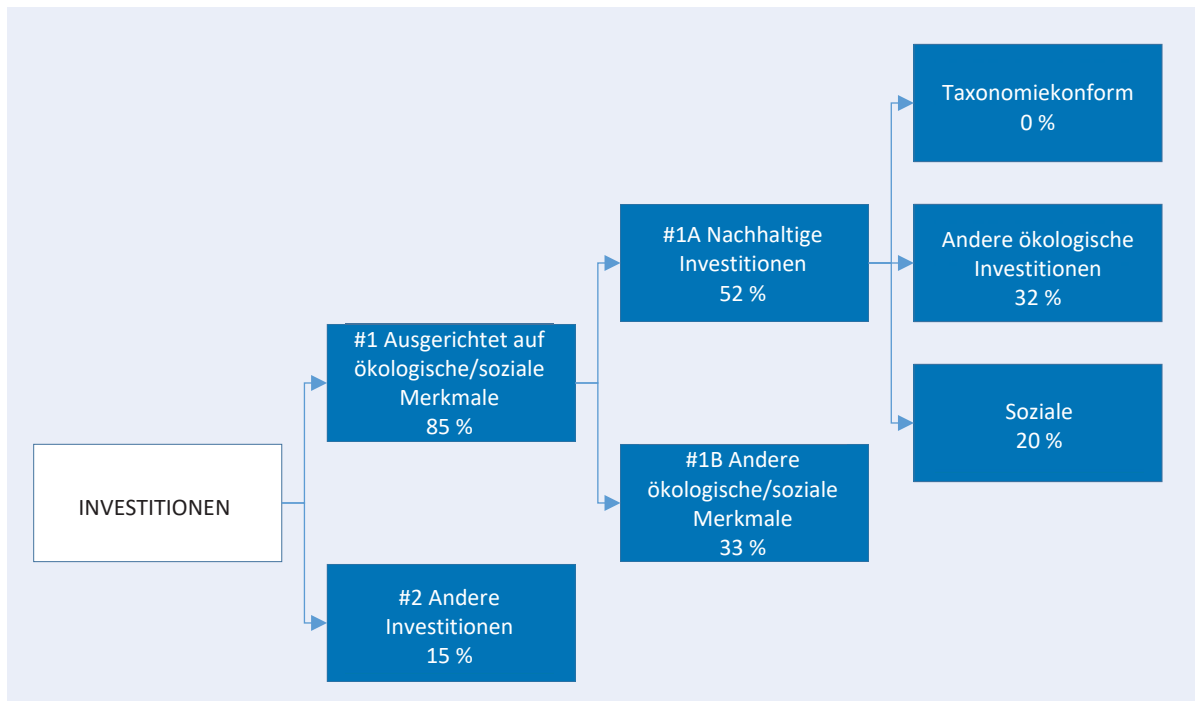 INVESTITIONEN
#1 Ausgerichtet auf
ökologische/soziale
Merkmale
85 %
#2 Andere
Investitionen
15 %
#1A Nachhaltige
Investitionen
52 %
#1B Andere
ökologische/soziale
Merkmale
33 %
Taxonomiekonform
0 %
Andere ökologische
Investitionen
32 %
Soziale
20 %